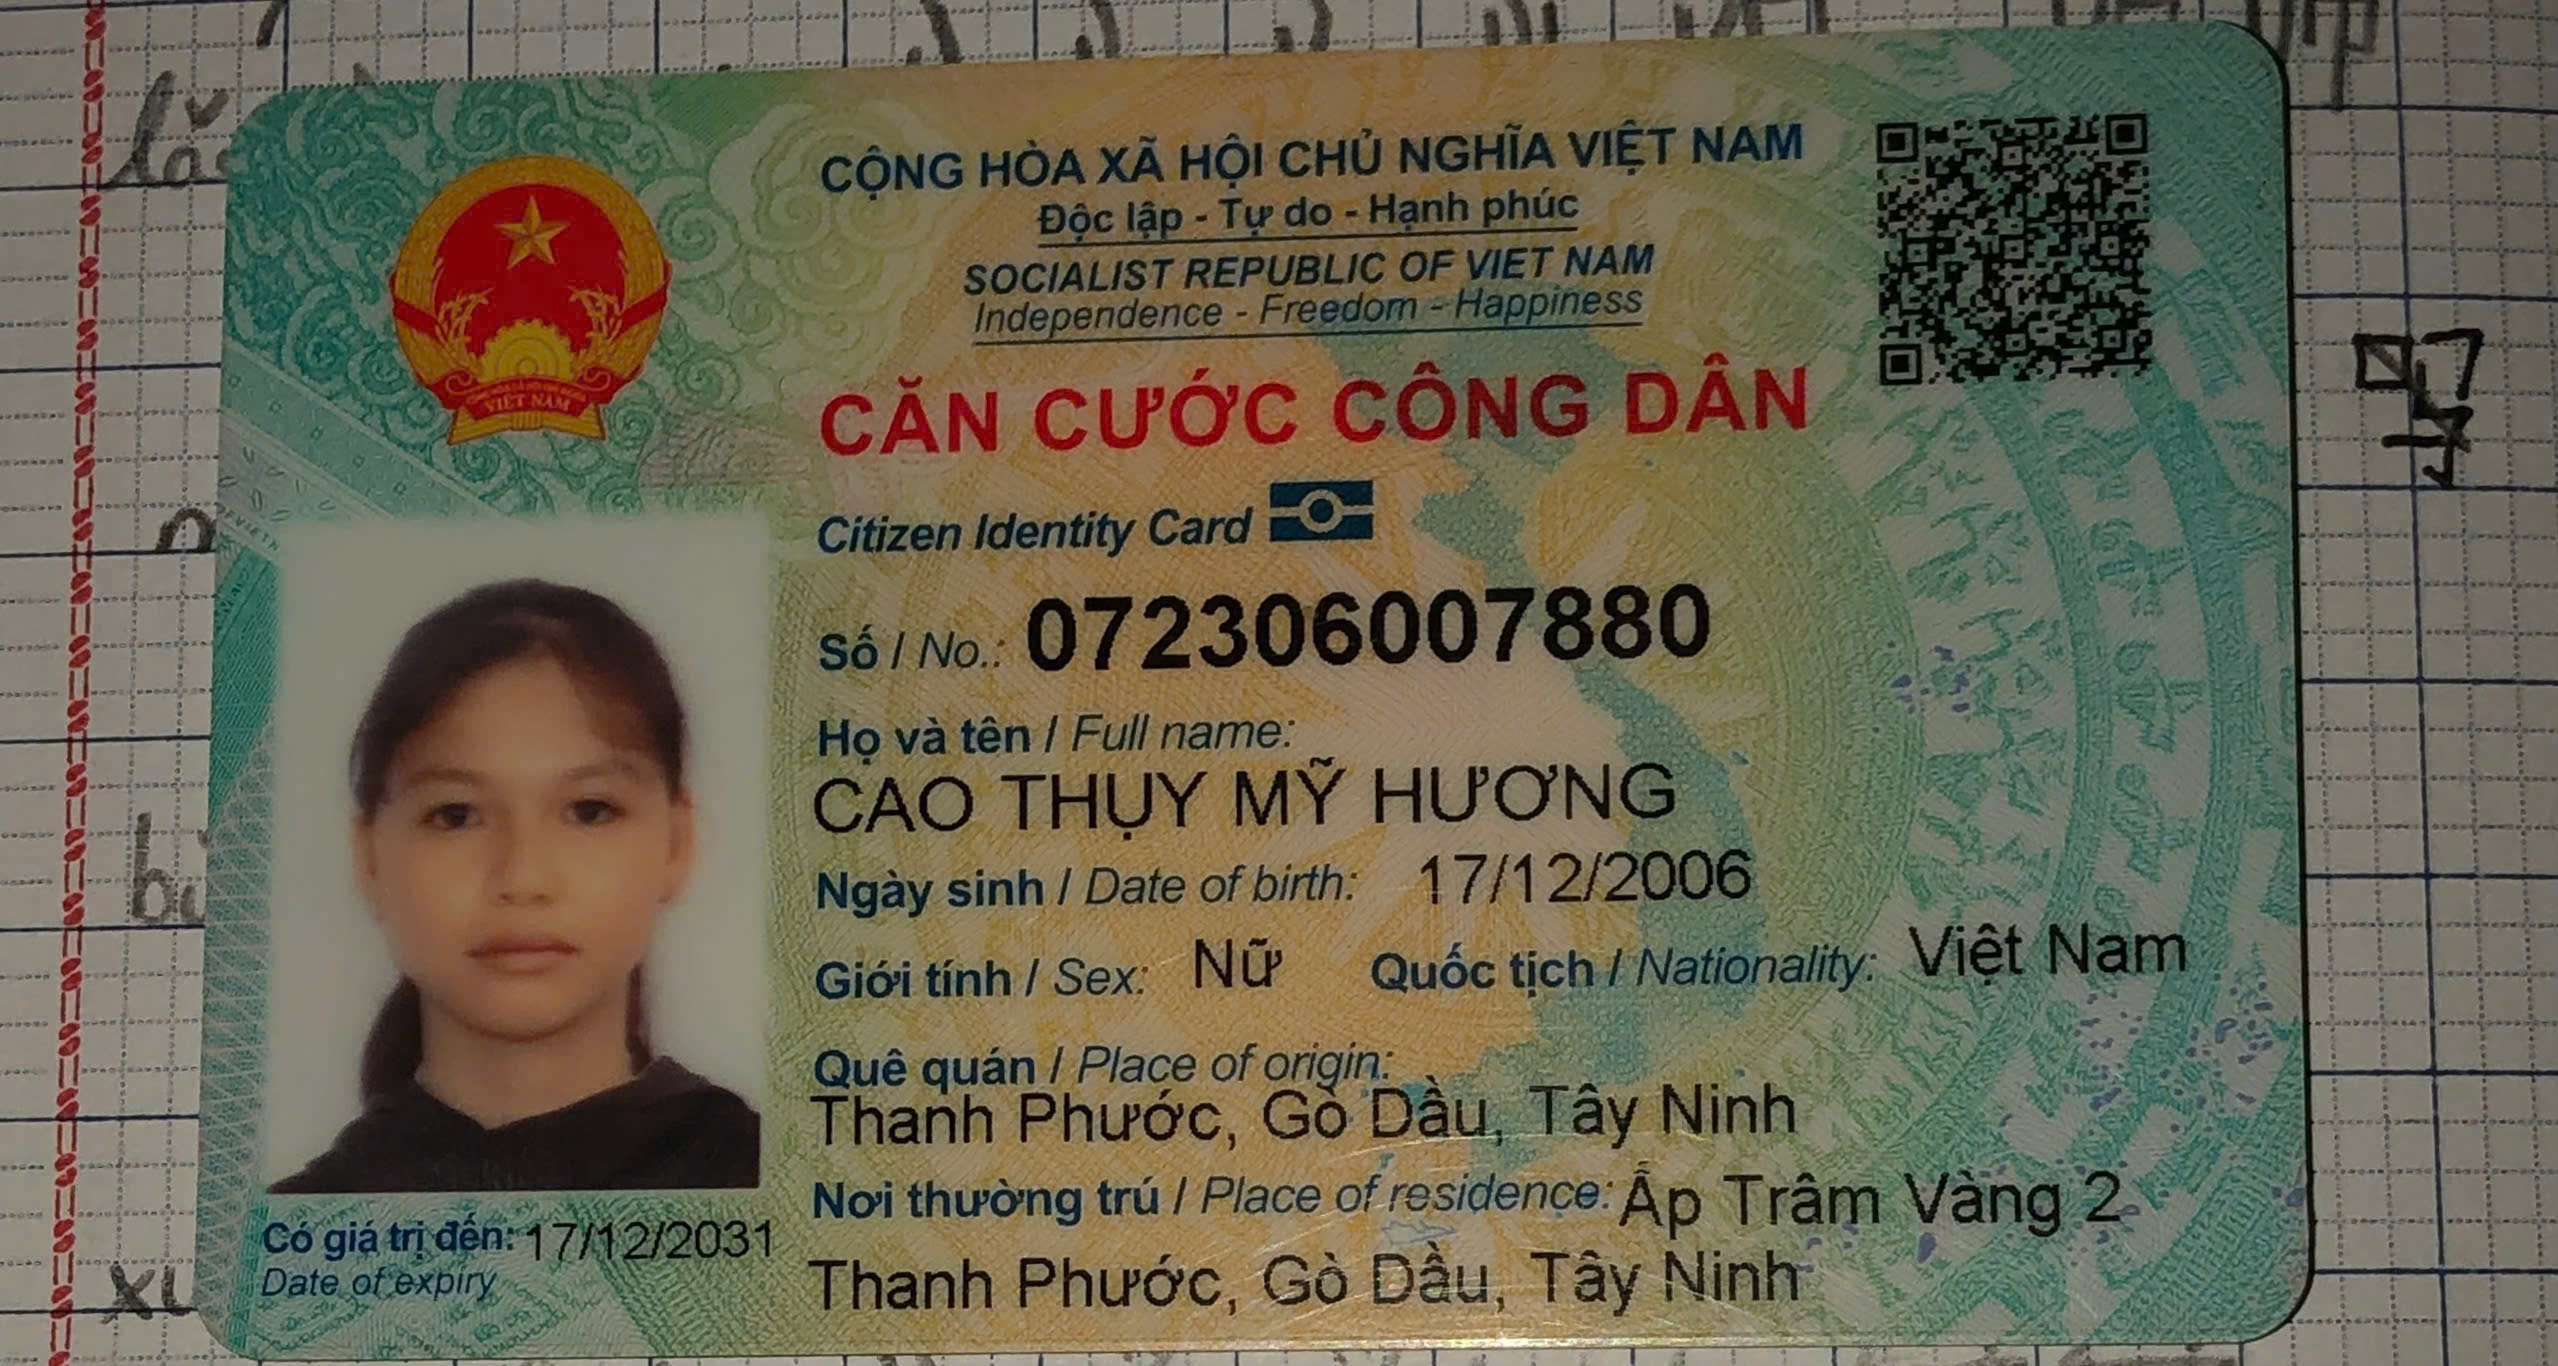 CỘNG HÒA XÃ HỘI CHỦ NGHĨA VIỆT NAM
Độc lập - Tự do - Hạnh phúc
SOCIALIST REPUBLIC OF VIET NAM
Independence - Freedom - Happiness
CĂN CƯỚC CÔNG DÂN
Citizen Identity Card
Số / No.: 072306007880
Họ và tên / Full name:
CAO THỤY MỸ HƯƠNG
Ngày sinh / Date of birth: 17/12/2006
Giới tính / Sex: Nữ Quốc tịch / Nationality: Việt Nam
Quê quán / Place of origin:
Thanh Phước, Gò Dầu, Tây Ninh
Nơi thường trú / Place of residence: Ấp Trâm Vàng 2
Thanh Phước, Gò Dầu, Tây Ninh
Có giá trị đến: 17/12/2031
Date of expiry
VIỆT NAM